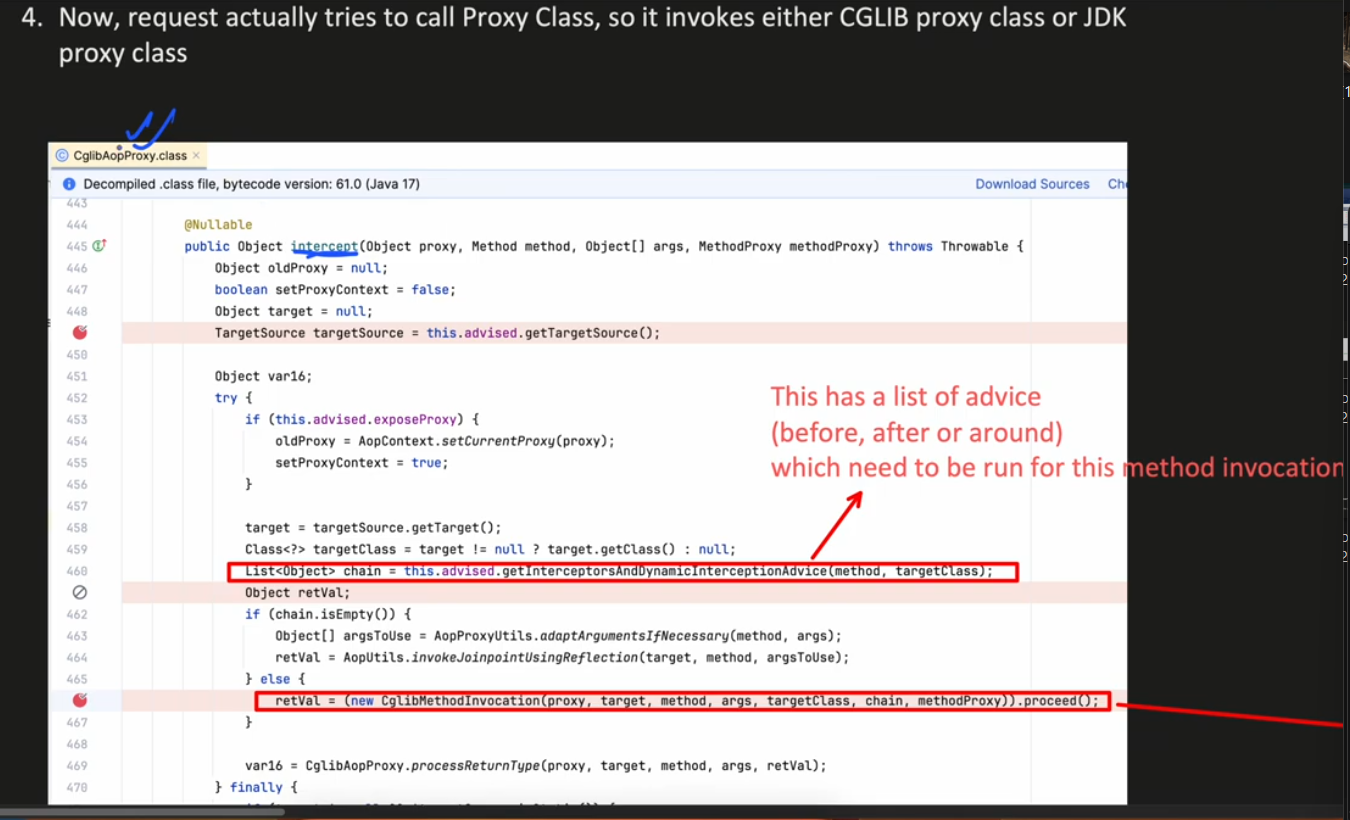 4. Now, request actually tries to call Proxy Class, so it invokes either CGLIB proxy class or JDK
proxy class
CglibAopProxy.class
Decompiled .class file, bytecode version: 61.0 (Java 17)
Download Sources
443
444 @Nullable
445 public Object intercept(Object proxy, Method method, Object[] args, MethodProxy methodProxy) throws Throwable {
446 Object oldProxy = null;
447 boolean setProxyContext = false;
448 Object target = null;
TargetSource targetSource = this.advised.getTargetSource();
450
451 Object var16;
452 try {
453 if (this.advised.exposeProxy) {
454 oldProxy = AopContext.setCurrentProxy(proxy);
455 setProxyContext = true;
456 }
457
458 target = targetSource.getTarget();
459 Class<?> targetClass = target != null ? target.getClass() : null;
460 List<Object> chain = this.advised.getInterceptorsAndDynamicInterceptionAdvice(method, targetClass);
Object retVal;
462 if (chain.isEmpty()) {
463 Object[] argsToUse = AopProxyUtils.adaptArgumentsIfNecessary(method, args);
464 retVal = AopUtils.invokeJoinpointUsingReflection(target, method, argsToUse);
465 } else {
retVal = (new CglibMethodInvocation(proxy, target, method, args, targetClass, chain, methodProxy)).proceed();
467 }
468
469 var16 = CglibAopProxy.processReturnType(proxy, target, method, args, retVal);
470 } finally {
This has a list of advice
(before, after or around)
which need to be run for this method invocation